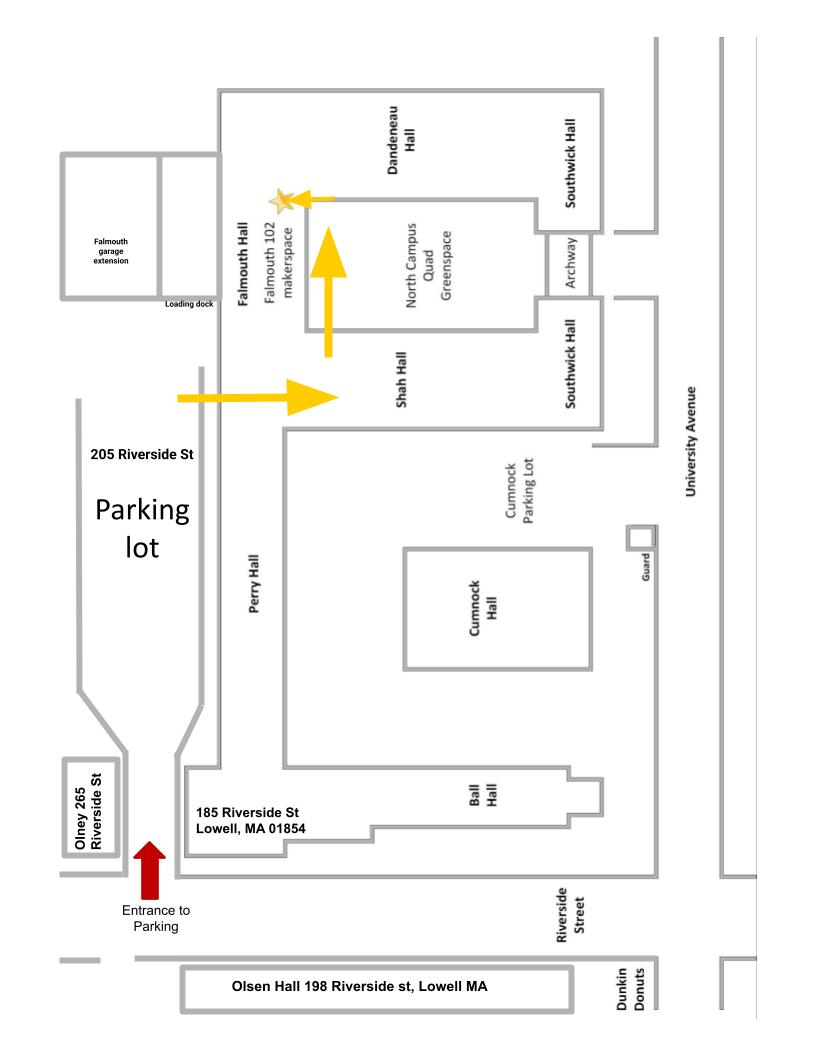 Dandeneau
Hall
Southwick Hall
Falmouth
garage
extension
Falmouth Hall
Falmouth 102
makerspace
North Campus
Quad
Greenspace
Archway
Loading dock
Shah Hall
Southwick Hall
University Avenue
205 Riverside St
Parking
lot
Cumnock
Parking Lot
Guard
Perry Hall
Cumnock
Hall
Olney 265
Riverside St
185 Riverside St
Lowell, MA 01854
Ball
Hall
Entrance to
Parking
Riverside
Street
Olsen Hall 198 Riverside st, Lowell MA
Dunkin
Donuts